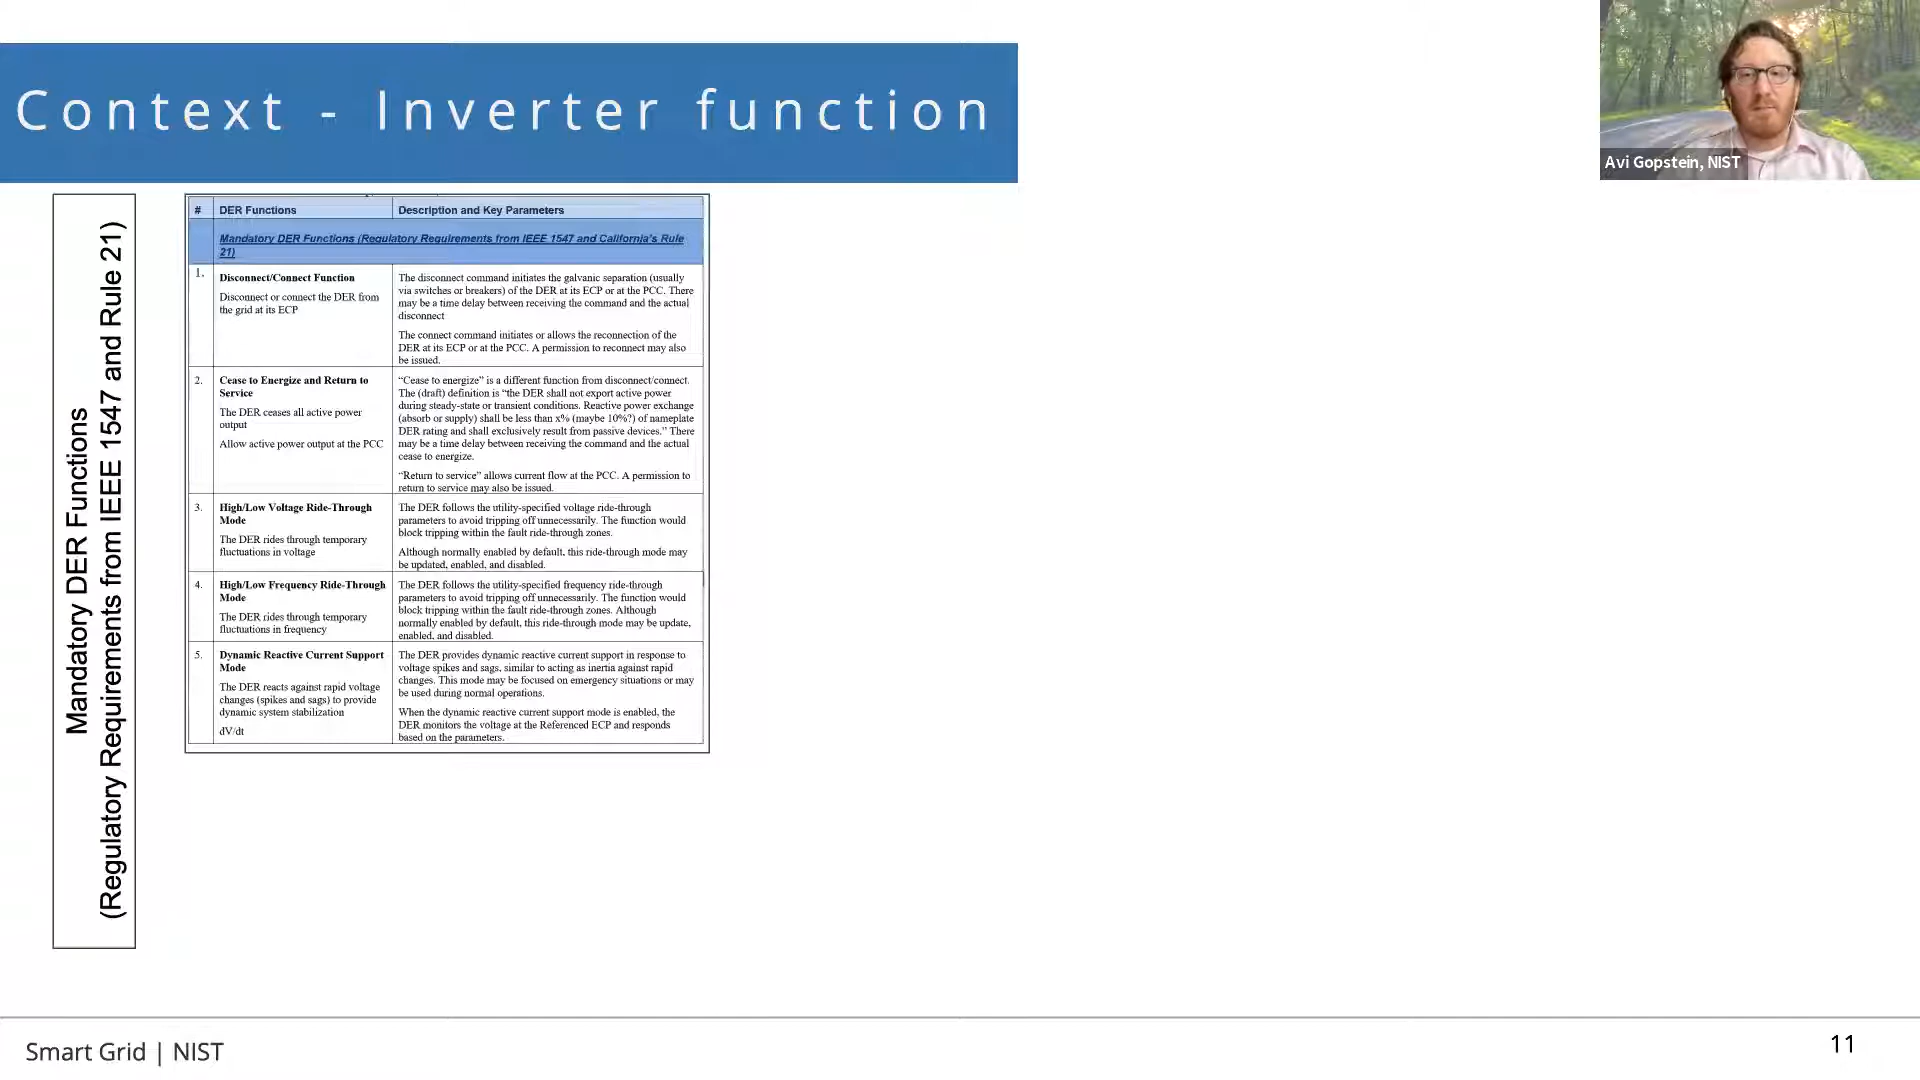 Context - Inverter function
Avi Gopstein, NIST
Mandatory DER Functions
(Regulatory Requirements from IEEE 1547 and Rule 21)
# DER Functions Description and Key Parameters
Mandatory DER Functions (Regulatory Requirements from IEEE 1547 and California's Rule
21)
1.
Disconnect/Connect Function
Disconnect or connect the DER from
the grid at its ECP
The disconnect command initiates the galvanic separation (usually
via switches or breakers) of the DER at its ECP or at the PCC. There
may be a time delay between receiving the command and the actual
disconnect
The connect command initiates or allows the reconnection of the
DER at its ECP or at the PCC. A permission to reconnect may also
be issued.
2.
Cease to Energize and Return to
Service
The DER ceases all active power
output
Allow active power output at the PCC
“Cease to energize” is a different function from disconnect/connect.
The (draft) definition is “the DER shall not export active power
during steady-state or transient conditions. Reactive power exchange
(absorb or supply) shall be less than x% (maybe 10%?) of nameplate
DER rating and shall exclusively result from passive devices.” There
may be a time delay between receiving the command and the actual
cease to energize.
“Return to service” allows current flow at the PCC. A permission to
return to service may also be issued.
3.
High/Low Voltage Ride-Through
Mode
The DER rides through temporary
fluctuations in voltage
The DER follows the utility-specified voltage ride-through
parameters to avoid tripping off unnecessarily. The function would
block tripping within the fault ride-through zones.
Although normally enabled by default, this ride-through mode may
be updated, enabled, and disabled.
4.
High/Low Frequency Ride-Through
Mode
The DER rides through temporary
fluctuations in frequency
The DER follows the utility-specified frequency ride-through
parameters to avoid tripping off unnecessarily. The function would
block tripping within the fault ride-through zones. Although
normally enabled by default, this ride-through mode may be update,
enabled, and disabled.
5.
Dynamic Reactive Current Support
Mode
The DER reacts against rapid voltage
changes (spikes and sags) to provide
dynamic system stabilization
dV/dt
The DER provides dynamic reactive current support in response to
voltage spikes and sags, similar to acting as inertia against rapid
changes. This mode may be focused on emergency situations or may
be used during normal operations.
When the dynamic reactive current support mode is enabled, the
DER monitors the voltage at the Referenced ECP and responds
based on the parameters.
Smart Grid | NIST
11